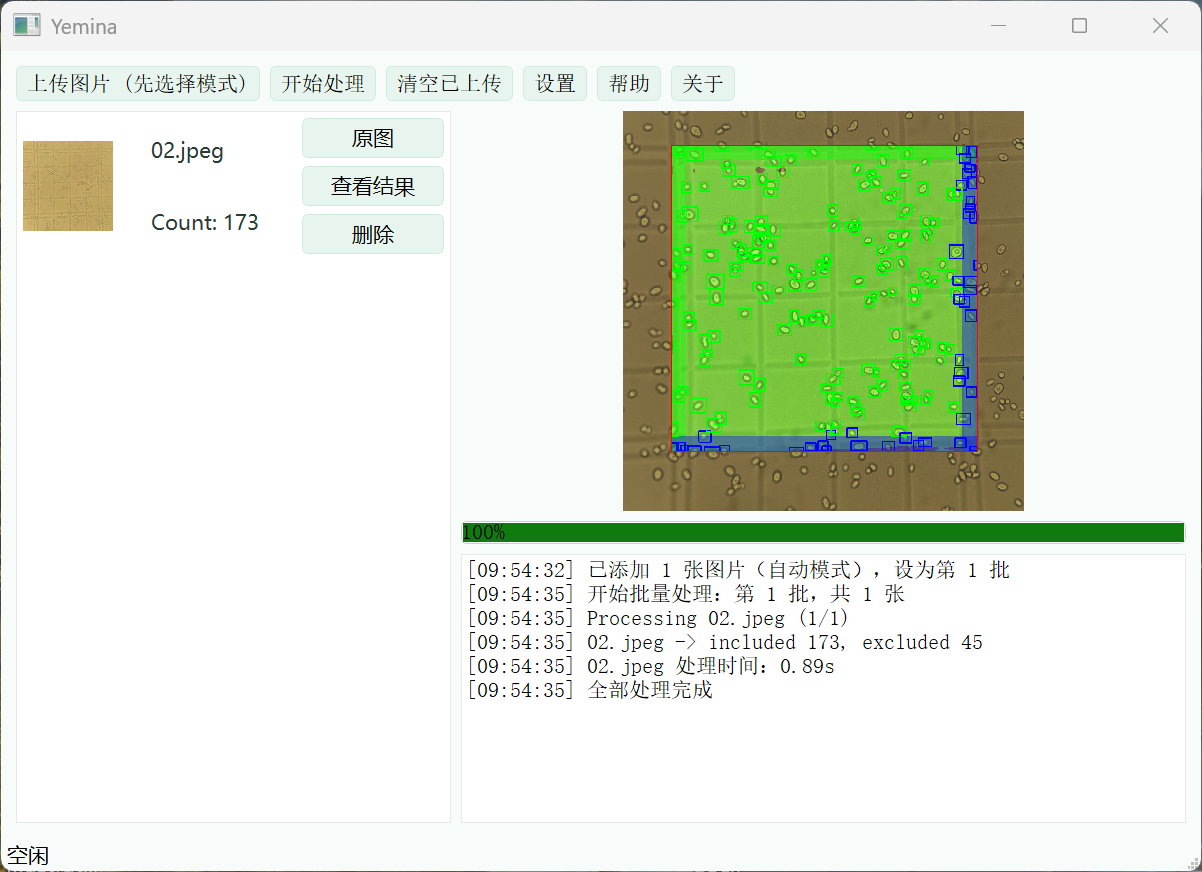 Yemina
上传图片（先选择模式） 开始处理 清空已上传 设置 帮助 关于
02.jpeg
Count: 173
原图
查看结果
删除
100%
[09:54:32] 已添加 1 张图片（自动模式），设为第 1 批
[09:54:35] 开始批量处理：第 1 批，共 1 张
[09:54:35] Processing 02.jpeg (1/1)
[09:54:35] 02.jpeg -> included 173, excluded 45
[09:54:35] 02.jpeg 处理时间：0.89s
[09:54:35] 全部处理完成
空闲